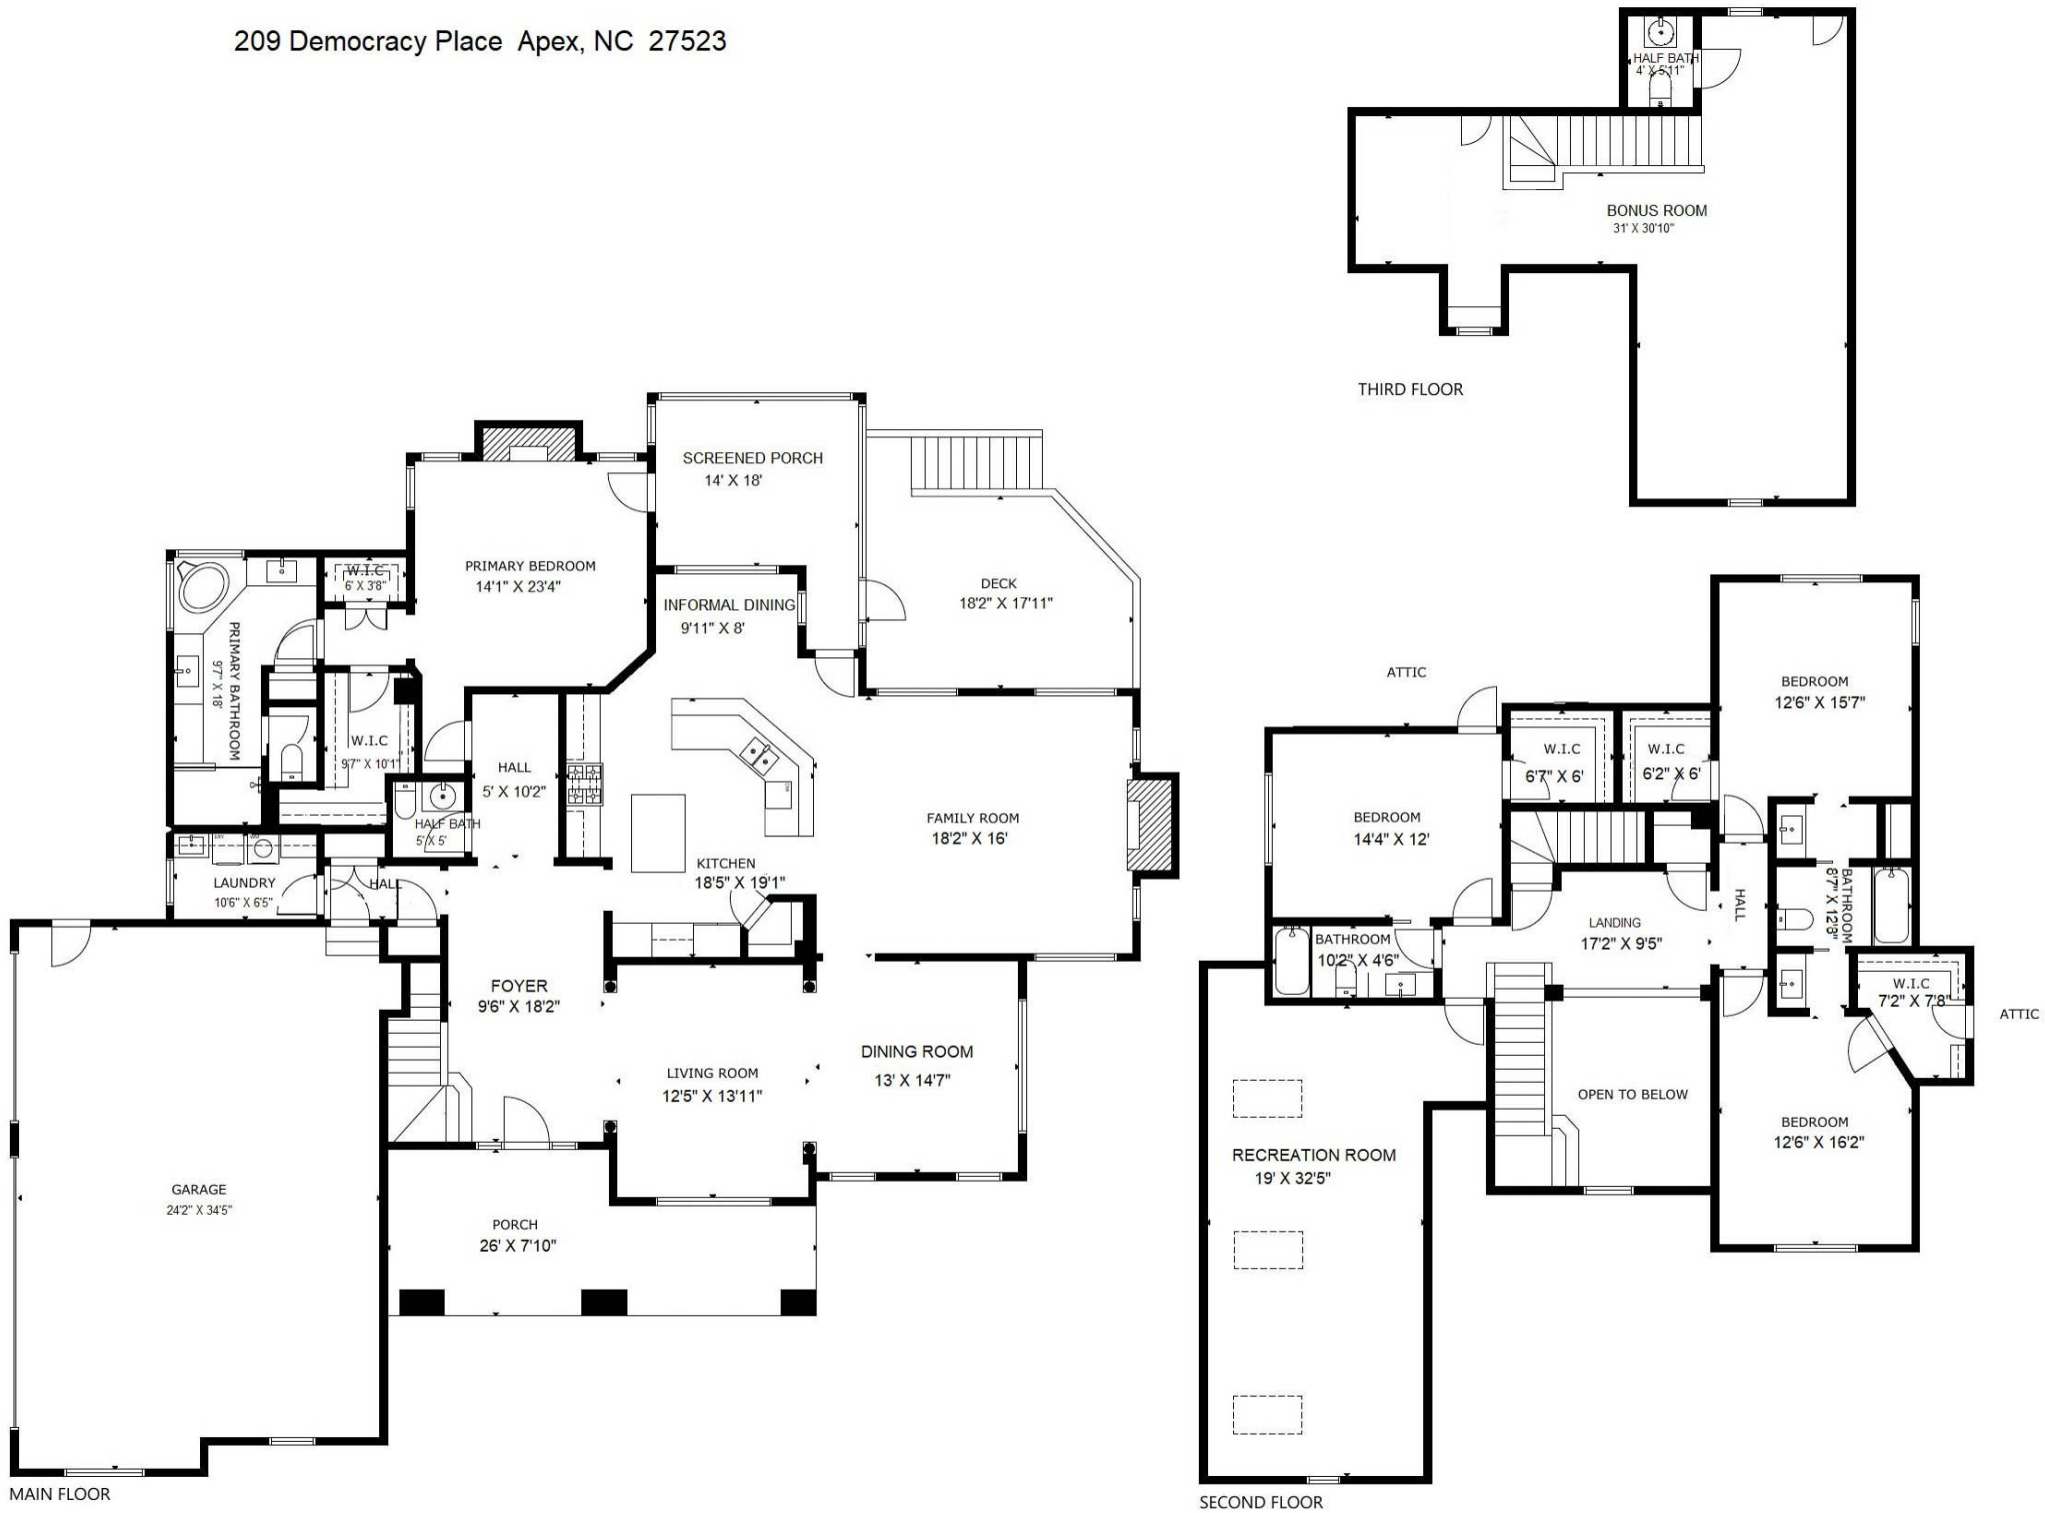 209 Democracy Place  Apex, NC  27523
HALF BATH
4' X 5'11"
BONUS ROOM
31' X 30'10"
THIRD FLOOR
SCREENED PORCH
14' X 18'
PRIMARY BEDROOM
14'1" X 23'4"
W.I.C
6' X 3'8"
INFORMAL DINING
9'11" X 8'
DECK
18'2" X 17'11"
PRIMARY BATHROOM
9'7" X 18'
W.I.C
9'7" X 10'1"
HALL
5' X 10'2"
HALF BATH
5' X 5'
FAMILY ROOM
18'2" X 16'
KITCHEN
18'5" X 19'1"
LAUNDRY
10'6" X 6'5"
HALL
FOYER
9'6" X 18'2"
LIVING ROOM
12'5" X 13'11"
DINING ROOM
13' X 14'7"
GARAGE
24'2" X 34'5"
PORCH
26' X 7'10"
MAIN FLOOR
ATTIC
BEDROOM
12'6" X 15'7"
W.I.C
6'7" X 6'
W.I.C
6'2" X 6'
BEDROOM
14'4" X 12'
HALL
BATHROOM
8'7" X 12'8"
LANDING
17'2" X 9'5"
BATHROOM
10'2" X 4'6"
W.I.C
7'2" X 7'8"
ATTIC
OPEN TO BELOW
BEDROOM
12'6" X 16'2"
RECREATION ROOM
19' X 32'5"
SECOND FLOOR